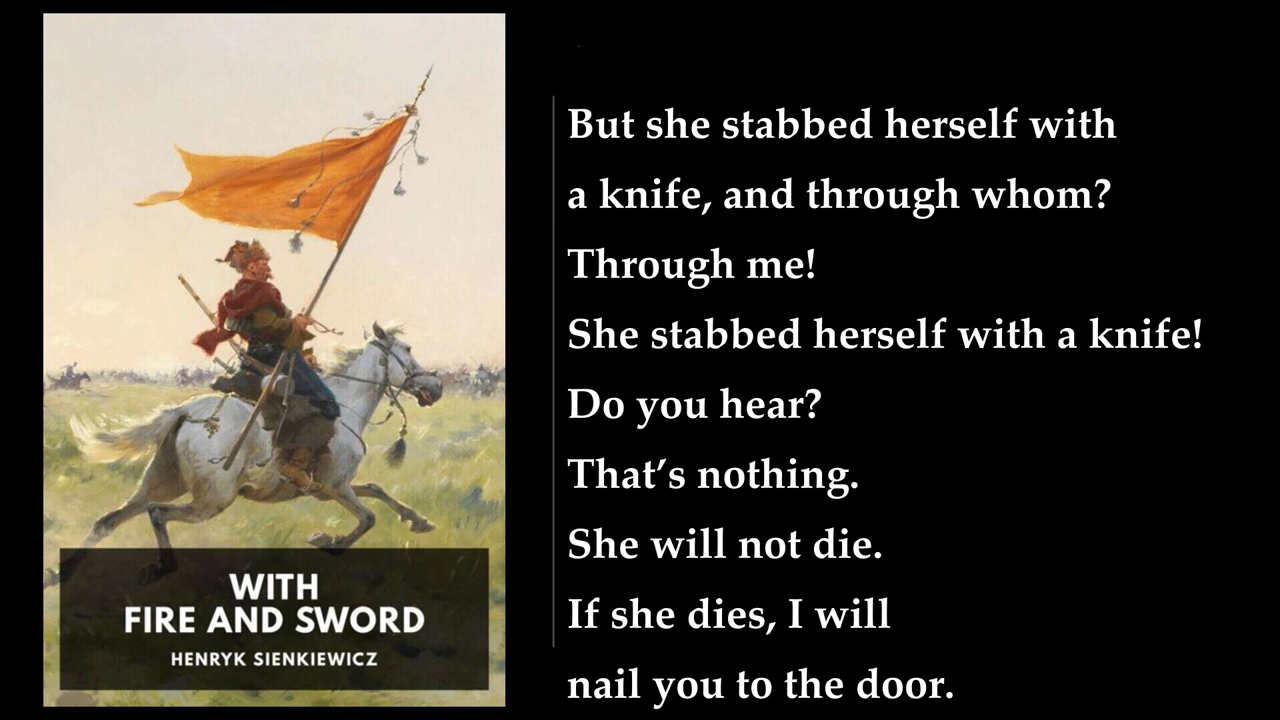 WITH
FIRE AND SWORD
HENRYK SIENKIEWICZ
But she stabbed herself with
a knife, and through whom?
Through me!
She stabbed herself with a knife!
Do you hear?
That’s nothing.
She will not die.
If she dies, I will
nail you to the door.